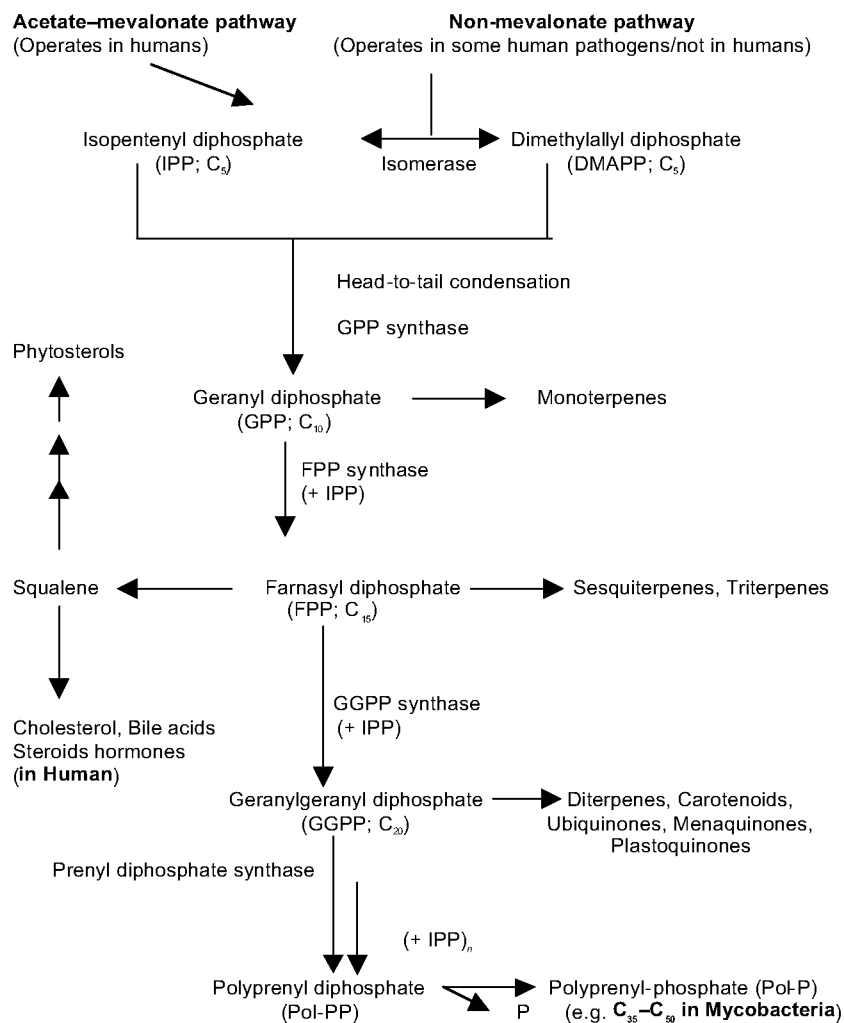 Acetate–mevalonate pathway
(Operates in humans)
Non-mevalonate pathway
(Operates in some human pathogens/not in humans)
Isopentenyl diphosphate
(IPP; C₅)
Isomerase
Dimethylallyl diphosphate
(DMAPP; C₅)
Head-to-tail condensation
GPP synthase
Phytosterols
Geranyl diphosphate
(GPP; C₁₀)
Monoterpenes
FPP synthase
(+ IPP)
Squalene
Farnasyl diphosphate
(FPP; C₁₅)
Sesquiterpenes, Triterpenes
GGPP synthase
(+ IPP)
Cholesterol, Bile acids
Steroids hormones
(in Human)
Geranylgeranyl diphosphate
(GGPP; C₂₀)
Diterpenes, Carotenoids,
Ubiquinones, Menaquinones,
Plastoquinones
Prenyl diphosphate synthase
(+ IPP)ₙ
Polyprenyl diphosphate
(Pol-PP)
P
Polyprenyl-phosphate (Pol-P)
(e.g. C₃₅–C₅₀ in Mycobacteria)